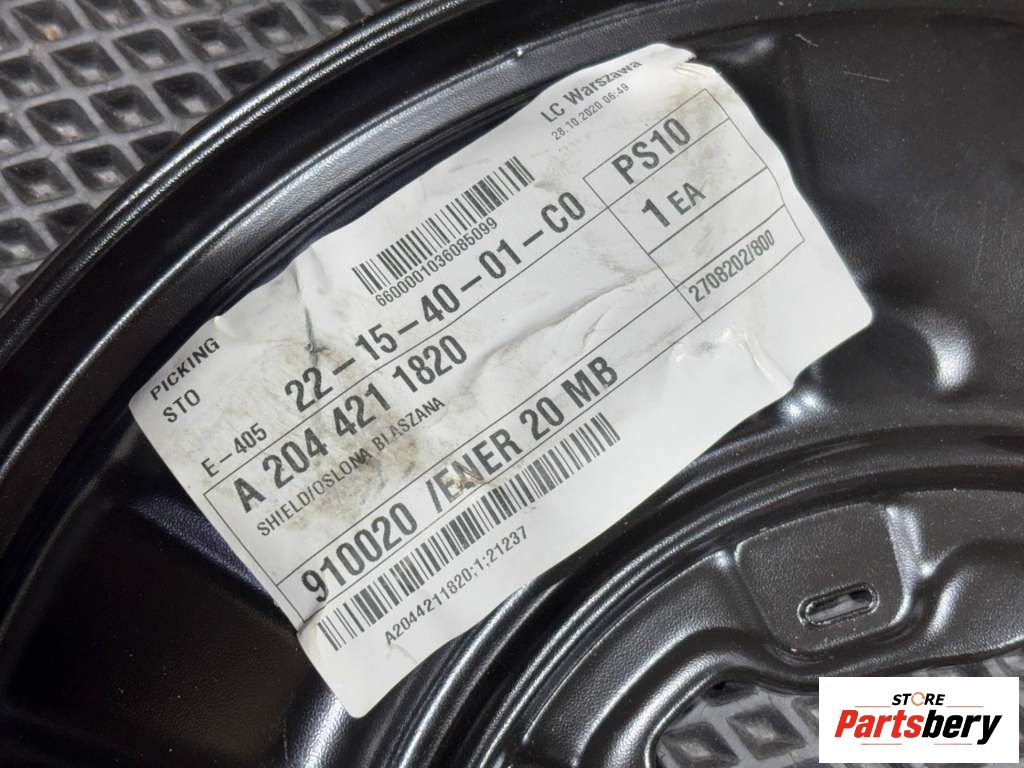 LC Warszawa
28.10.2020 06:49
6600001036085099
PICKING
STO
E-405 22-15-40-01-C0 PS10
A 204 421 1820 1 EA
SHIELD/OSLONA BLASZANA
910020 /ENER 20 MB 2708202/800
A2044211820;1;21237
STORE
Partsbery